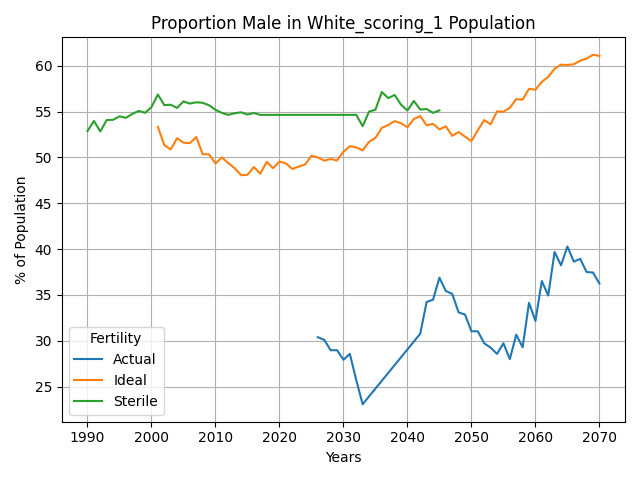 Proportion Male in White_scoring_1 Population
% of Population
60
55
50
45
40
35
30
25
Fertility
Actual
Ideal
Sterile
1990 2000 2010 2020 2030 2040 2050 2060 2070
Years